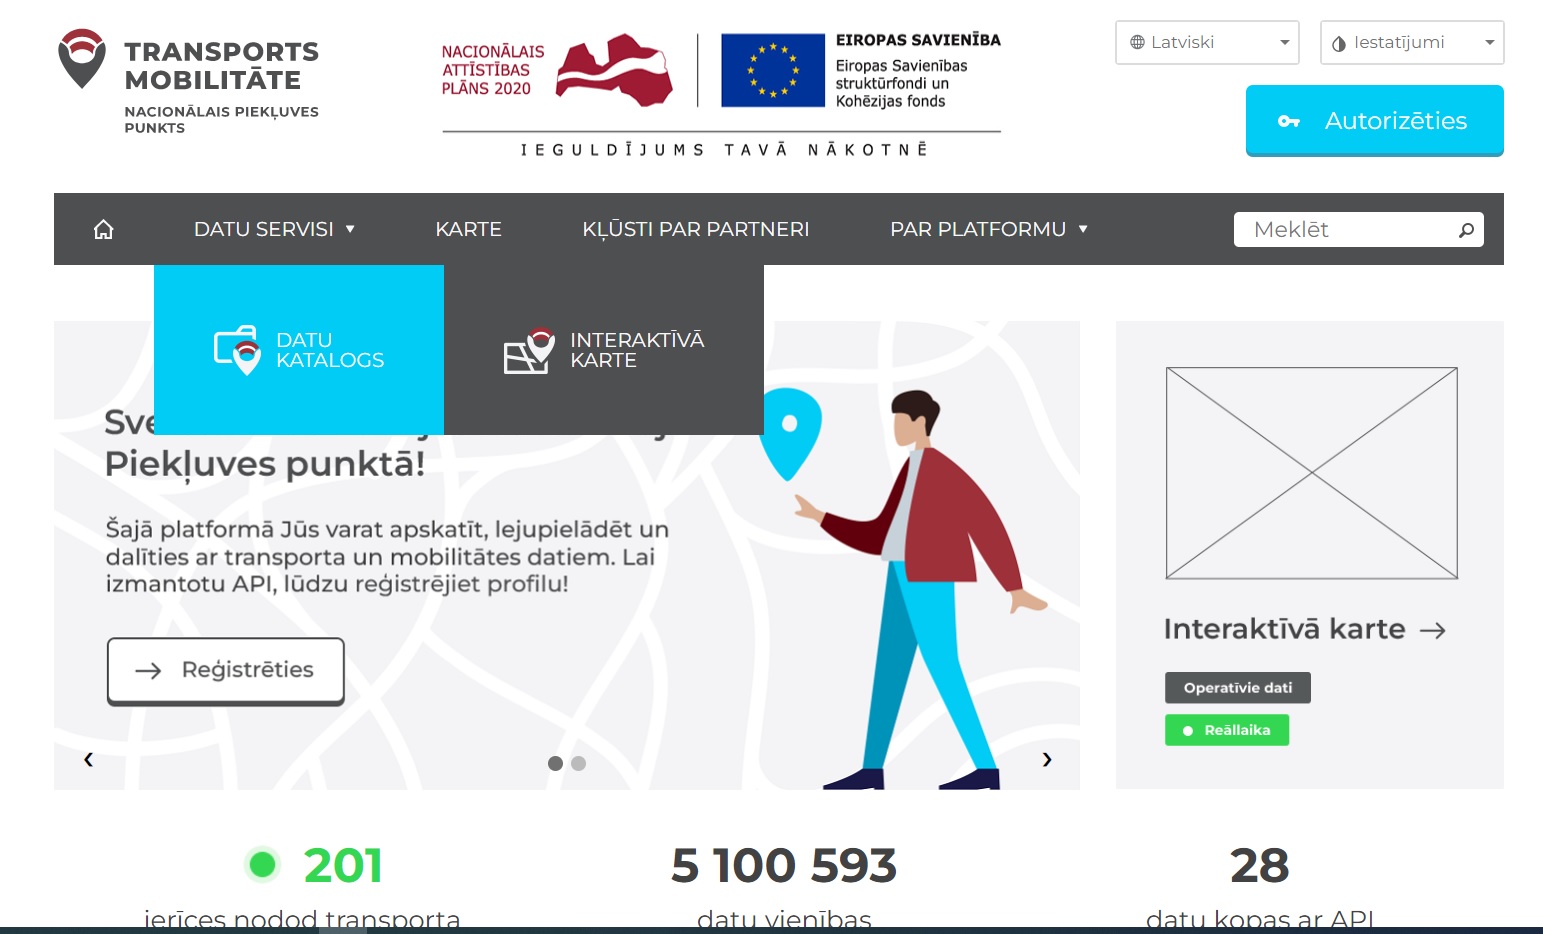 TRANSPORTS
MOBILITĀTE
NACIONĀLAIS PIEKĻUVES
PUNKTS
NACIONĀLAIS
ATTĪSTĪBAS
PLĀNS 2020
EIROPAS SAVIENĪBA
Eiropas Savienības
struktūrfondi un
Kohēzijas fonds
IEGULDĪJUMS TAVĀ NĀKOTNĒ
Latviski
Iestatījumi
Autorizēties
DATU SERVISI
KARTE
KĻŪSTI PAR PARTNERI
PAR PLATFORMU
Meklēt
DATU
KATALOGS
INTERAKTĪVĀ
KARTE
Piekļuves punktā!
Šajā platformā Jūs varat apskatīt, lejupielādēt un
dalīties ar transporta un mobilitātes datiem. Lai
izmantotu API, lūdzu reģistrējiet profilu!
Reģistrēties
Interaktīvā karte
Operatīvie dati
Reāllaika
201
ierīces nodod transporta
5 100 593
datu vienības
28
datu kopas ar API